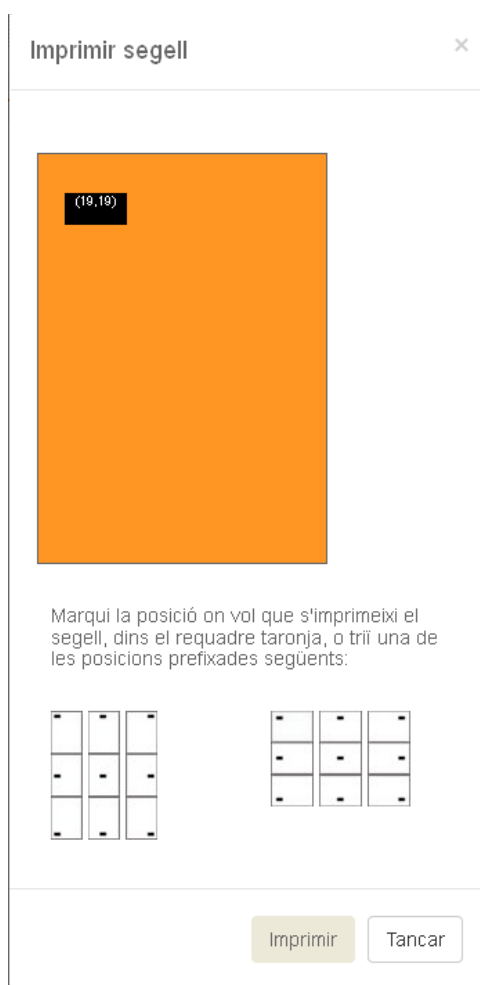 Imprimir segell
×
(19,19)
Marqui la posició on vol que s'imprimeixi el
segell, dins el requadre taronja, o triï una de
les posicions prefixades següents:
Imprimir
Tancar